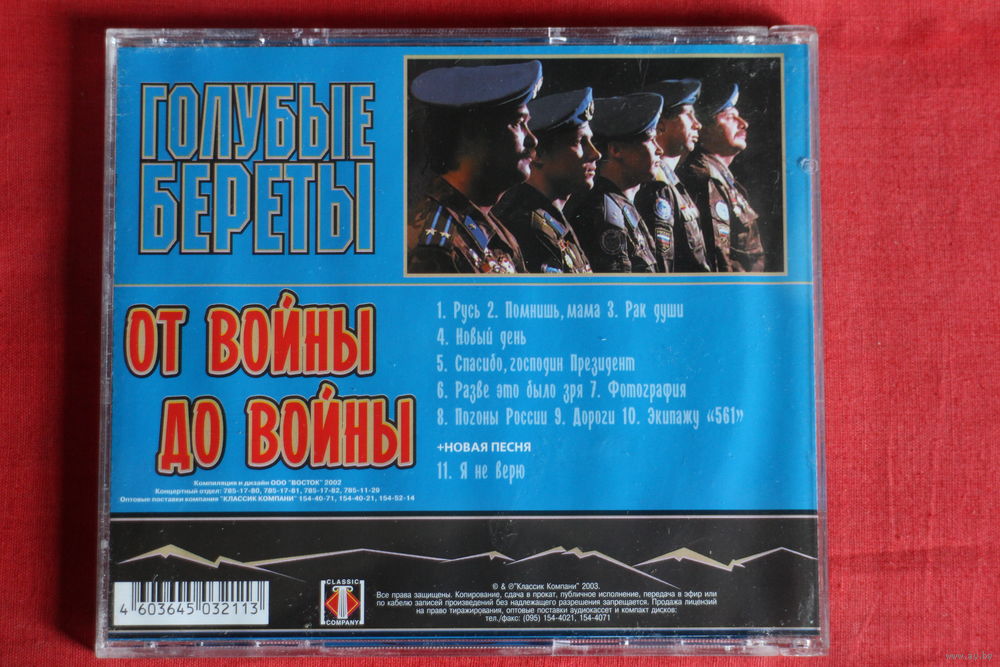 ГОЛУБЫЕ
БЕРЕТЫ
ОТ ВОЙНЫ
ДО ВОЙНЫ
1. Русь 2. Помнишь, мама 3. Рак души
4. Новый день
5. Спасибо, господин Президент
6. Разве это было зря 7. Фотография
8. Погоны России 9. Дороги 10. Экипажу «561»
+НОВАЯ ПЕСНЯ
11. Я не верю
Компиляция и дизайн ООО "ВОСТОК" 2002
Концертный отдел: 785-17-80, 785-17-81, 785-17-82, 785-11-29
Оптовые поставки компания "КЛАССИК КОМПАНИ" 154-40-71, 154-40-21, 154-52-14
4 603645 032113
CLASSIC
COMPANY
© & ℗"Классик Компани" 2003.
Все права защищены. Копирование, сдача в прокат, публичное исполнение, передача в эфир или
по кабелю записей произведений без надлежащего разрешения запрещается. Продажа лицензий
на право тиражирования, оптовые поставки аудиокассет и компакт дисков:
тел./факс: (095) 154-4021, 154-4071
www.ay.by